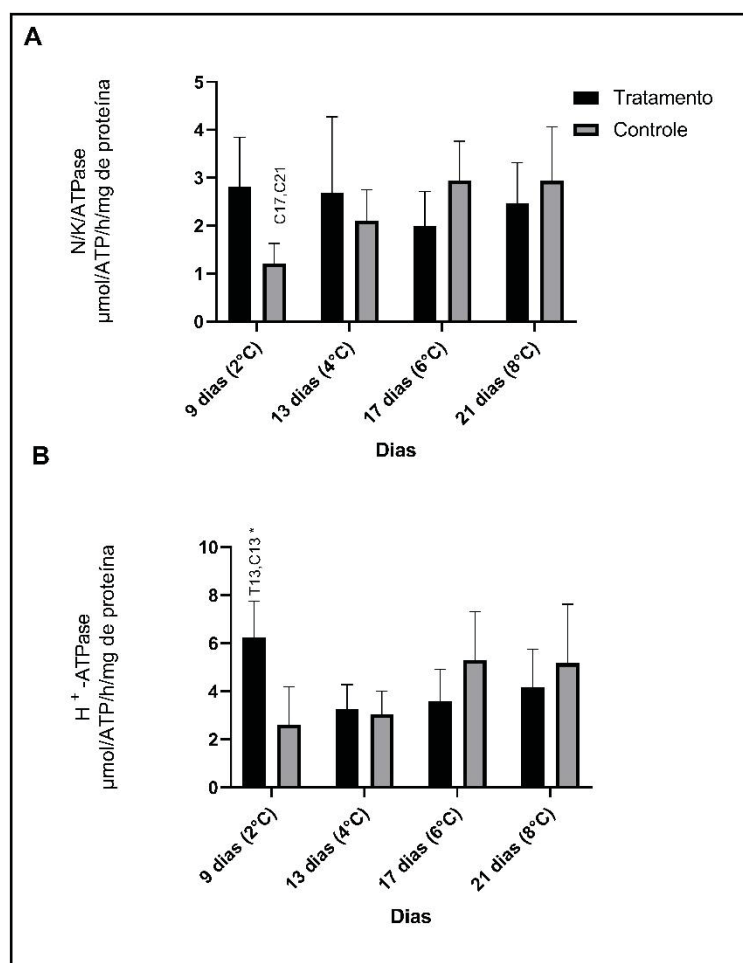 A
Tratamento
Controle
N/K/ATPase
µmol/ATP/h/mg de proteína
5
4
3
2
1
0
C17,C21
9 dias (2°C)
13 dias (4°C)
17 dias (6°C)
21 dias (8°C)
Dias
B
H + -ATPase
µmol/ATP/h/mg de proteína
10
8
6
4
2
0
T13,C13 *
9 dias (2°C)
13 dias (4°C)
17 dias (6°C)
21 dias (8°C)
Dias